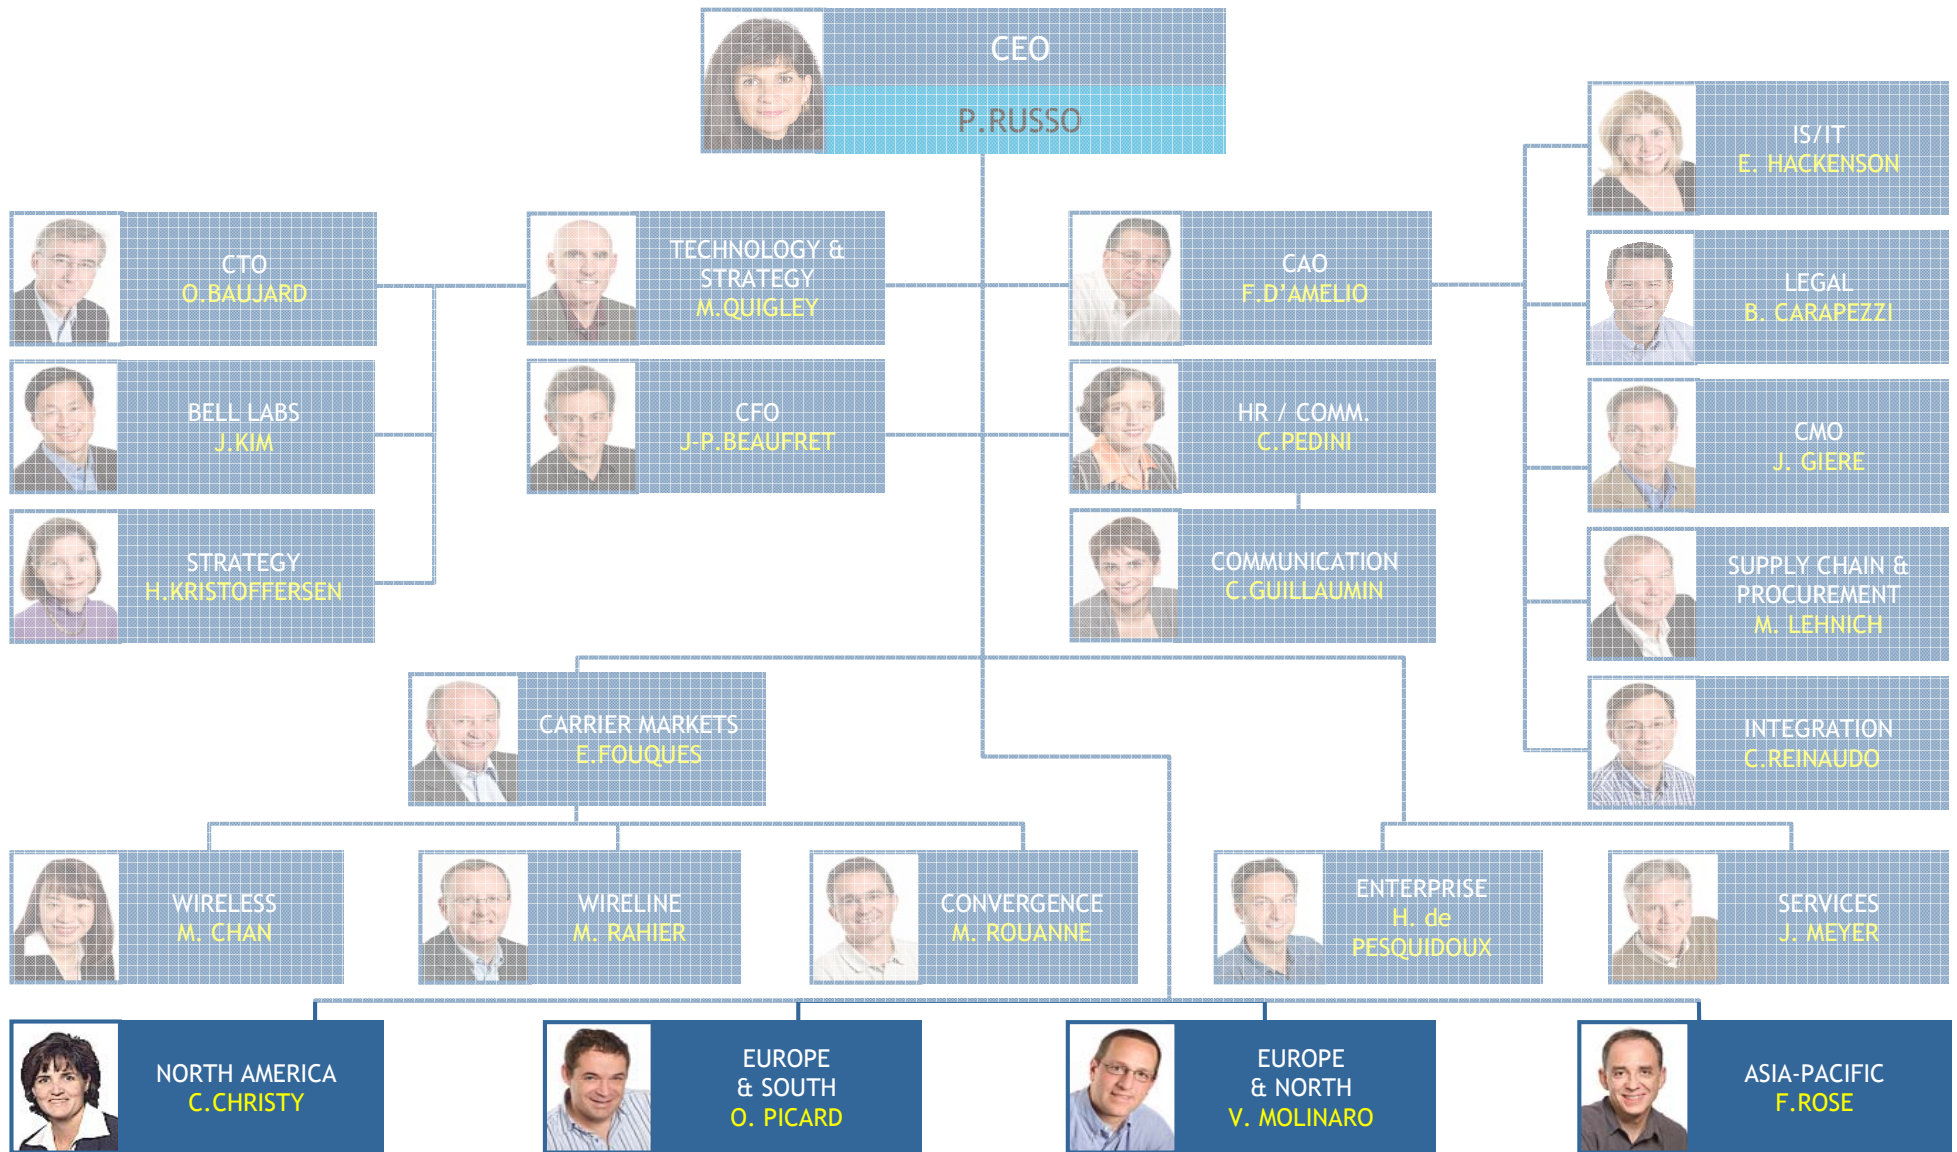 CEO
P.RUSSO
IS/IT
E. HACKENSON
CTO
O.BAUJARD
TECHNOLOGY &
STRATEGY
M.QUIGLEY
CAO
F.D'AMELIO
LEGAL
B. CARAPEZZI
BELL LABS
J.KIM
CFO
J-P.BEAUFRET
HR / COMM.
C.PEDINI
CMO
J. GIERE
STRATEGY
H.KRISTOFFERSEN
COMMUNICATION
C.GUILLAUMIN
SUPPLY CHAIN &
PROCUREMENT
M. LEHNICH
CARRIER MARKETS
E.FOUQUES
INTEGRATION
C.REINAUDO
WIRELESS
M. CHAN
WIRELINE
M. RAHIER
CONVERGENCE
M. ROUANNE
ENTERPRISE
H. de
PESQUIDOUX
SERVICES
J. MEYER
NORTH AMERICA
C.CHRISTY
EUROPE
& SOUTH
O. PICARD
EUROPE
& NORTH
V. MOLINARO
ASIA-PACIFIC
F.ROSE